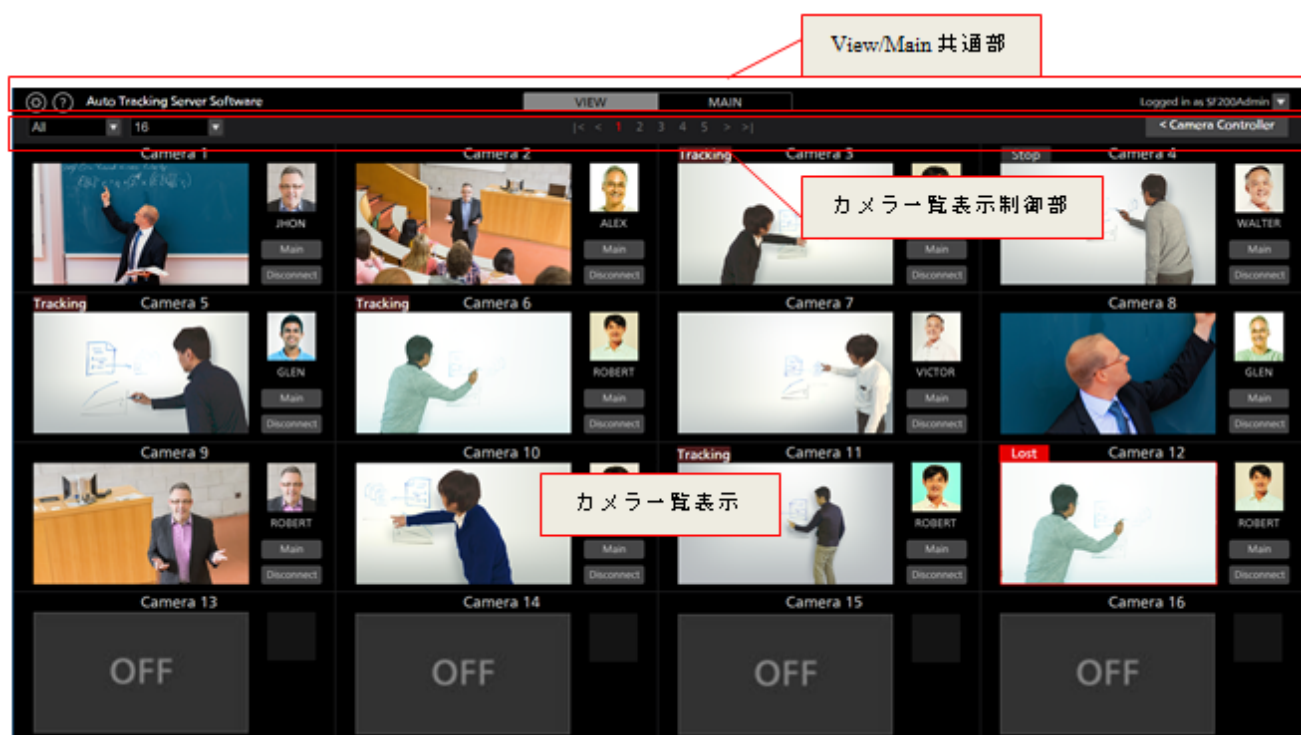 View/Main 共通部
Auto Tracking Server Software
VIEW
MAIN
Logged in as SF200Admin
All
16
|< < 1 2 3 4 5 > >|
< Camera Controller
Camera 1
Camera 2
Tracking
Camera 3
Stop
Camera 4
カメラ一覧表示制御部
JHON
ALEX
WALTER
Main
Main
Main
Disconnect
Disconnect
Disconnect
Disconnect
Tracking
Camera 5
Tracking
Camera 6
Camera 7
Camera 8
GLEN
ROBERT
VICTOR
GLEN
Main
Main
Main
Main
Disconnect
Disconnect
Disconnect
Disconnect
Camera 9
Camera 10
Tracking
Camera 11
Lost
Camera 12
カメラ一覧表示
ROBERT
ROBERT
ROBERT
Main
Main
Main
Main
Disconnect
Disconnect
Disconnect
Disconnect
Camera 13
Camera 14
Camera 15
Camera 16
OFF
OFF
OFF
OFF